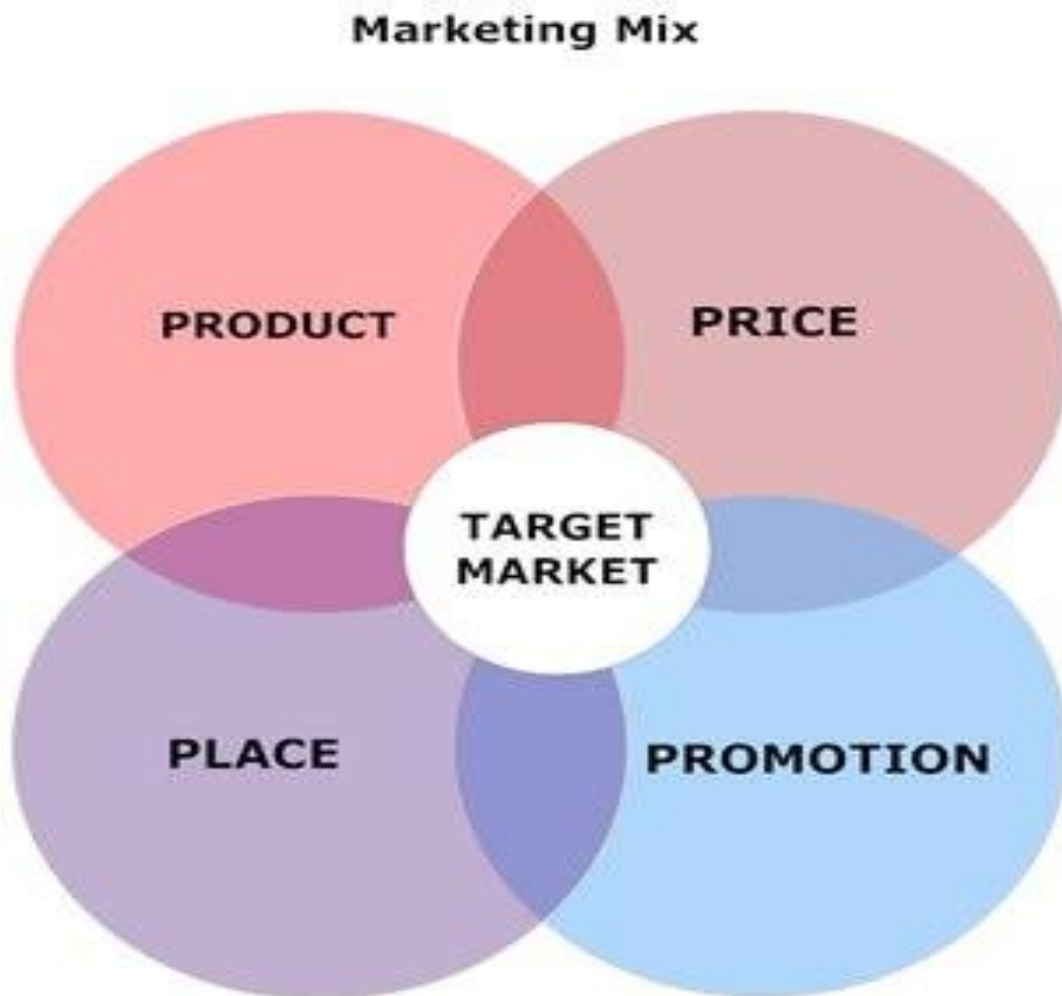 Marketing Mix
PRODUCT
PRICE
TARGET
MARKET
PLACE
PROMOTION